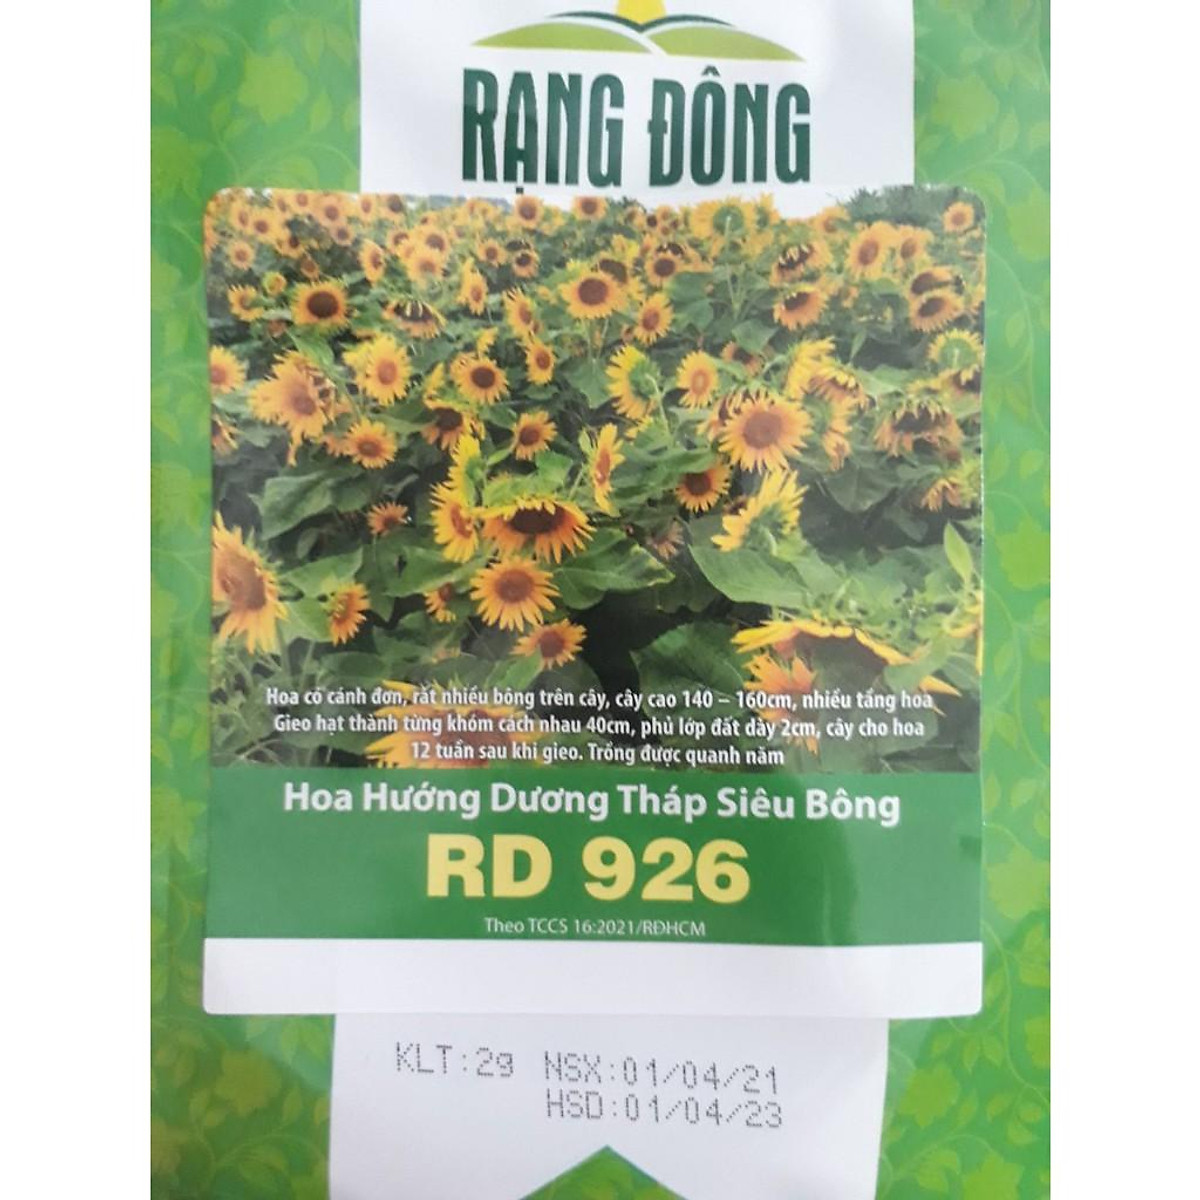 RẠNG ĐÔNG
Hoa có cánh đơn, rất nhiều bông trên cây, cây cao 140 – 160cm, nhiều tầng hoa
Gieo hạt thành từng khóm cách nhau 40cm, phủ lớp đất dày 2cm, cây cho hoa
12 tuần sau khi gieo. Trồng được quanh năm
Hoa Hướng Dương Tháp Siêu Bông
RD 926
Theo TCCS 16:2021/RĐHCM
KLT:2g NSX:01/04/21
HSD:01/04/23